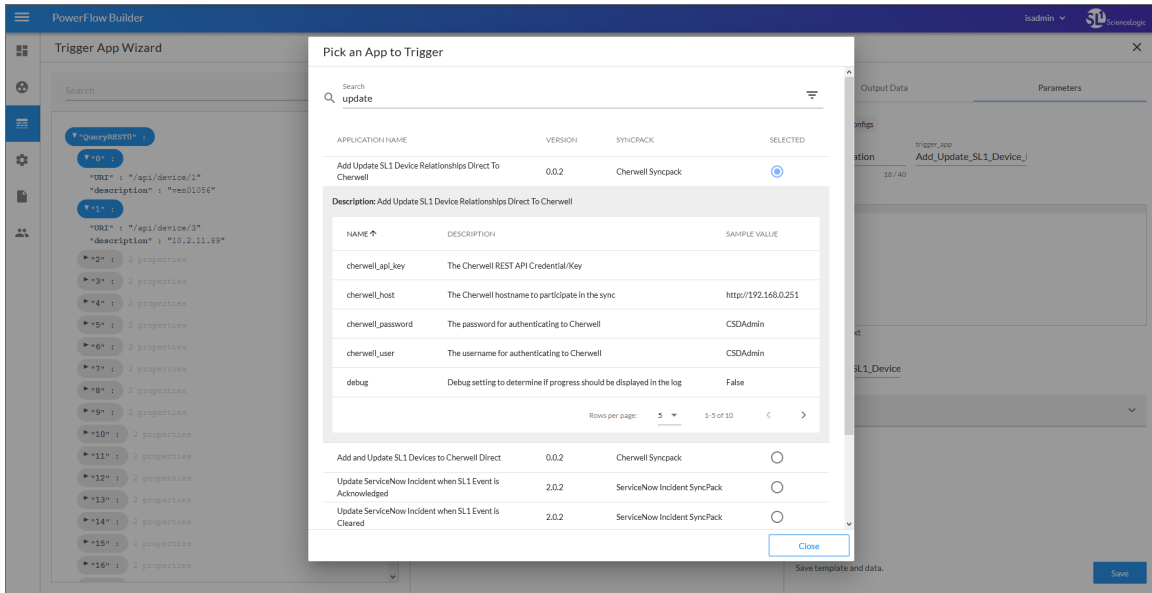 PowerFlow Builder
isadmin
SL1 ScienceLogic
Trigger App Wizard
Search
▼"QueryREST0" :
▼"0" :
"URI" : "/api/device/1"
"description" : "ven01056"
▼"1" :
"URI" : "/api/device/3"
"description" : "10.2.11.89"
▶"2" : 2 properties
▶"3" : 2 properties
▶"4" : 2 properties
▶"5" : 2 properties
▶"6" : 2 properties
▶"7" : 2 properties
▶"8" : 2 properties
▶"9" : 2 properties
▶"10" : 2 properties
▶"11" : 2 properties
▶"12" : 2 properties
▶"13" : 2 properties
▶"14" : 2 properties
▶"15" : 2 properties
▶"16" : 2 properties
Pick an App to Trigger
Search
update
APPLICATION NAME VERSION SYNCPACK SELECTED
Add Update SL1 Device Relationships Direct To
Cherwell 0.0.2 Cherwell Syncpack
Description: Add Update SL1 Device Relationships Direct To Cherwell
NAME DESCRIPTION SAMPLE VALUE
cherwell_api_key The Cherwell REST API Credential/Key
cherwell_host The Cherwell hostname to participate in the sync http://192.168.0.251
cherwell_password The password for authenticating to Cherwell CSDAdmin
cherwell_user The username for authenticating to Cherwell CSDAdmin
debug Debug setting to determine if progress should be displayed in the log False
Rows per page: 5 1-5 of 10
Add and Update SL1 Devices to Cherwell Direct 0.0.2 Cherwell Syncpack
Update ServiceNow Incident when SL1 Event is
Acknowledged 2.0.2 ServiceNow Incident SyncPack
Update ServiceNow Incident when SL1 Event is
Cleared 2.0.2 ServiceNow Incident SyncPack
Close
Output Data Parameters
onfigs
trigger_app
ation Add_Update_SL1_Device_
18 / 40
xt
SL1_Device
Save template and data.
Save